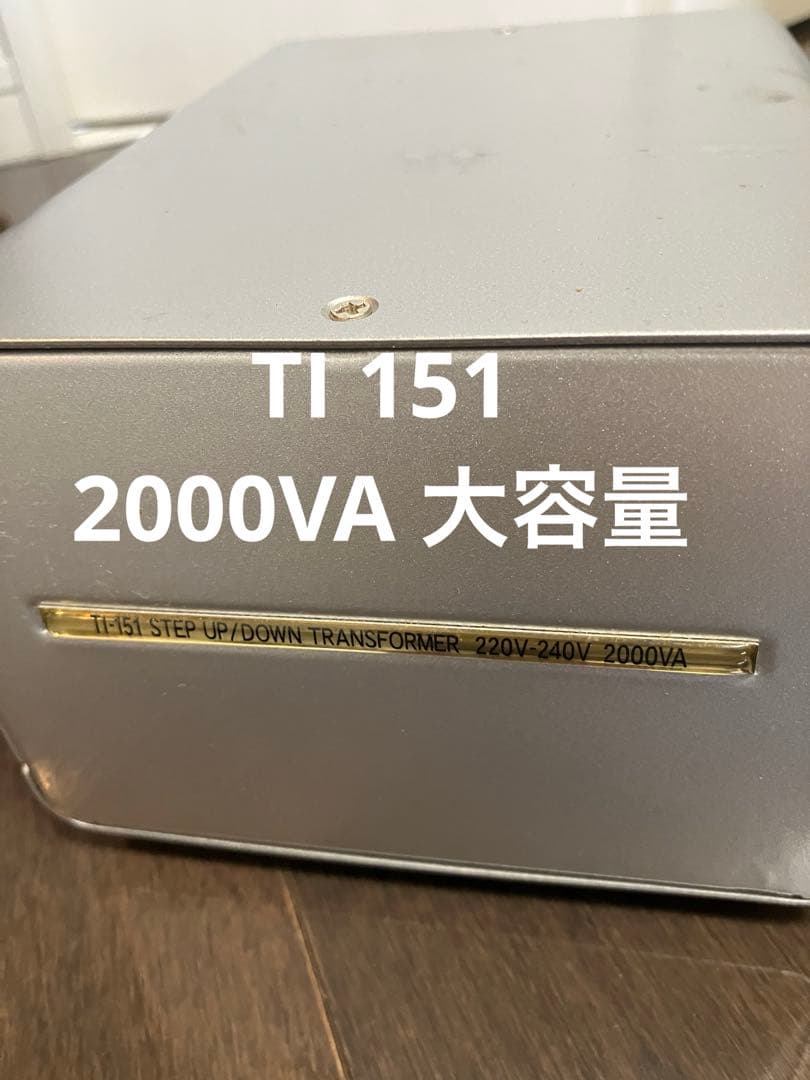 TI 151
2000VA 大容量
TI-151 STEP UP/DOWN TRANSFORMER 220V-240V 2000VA